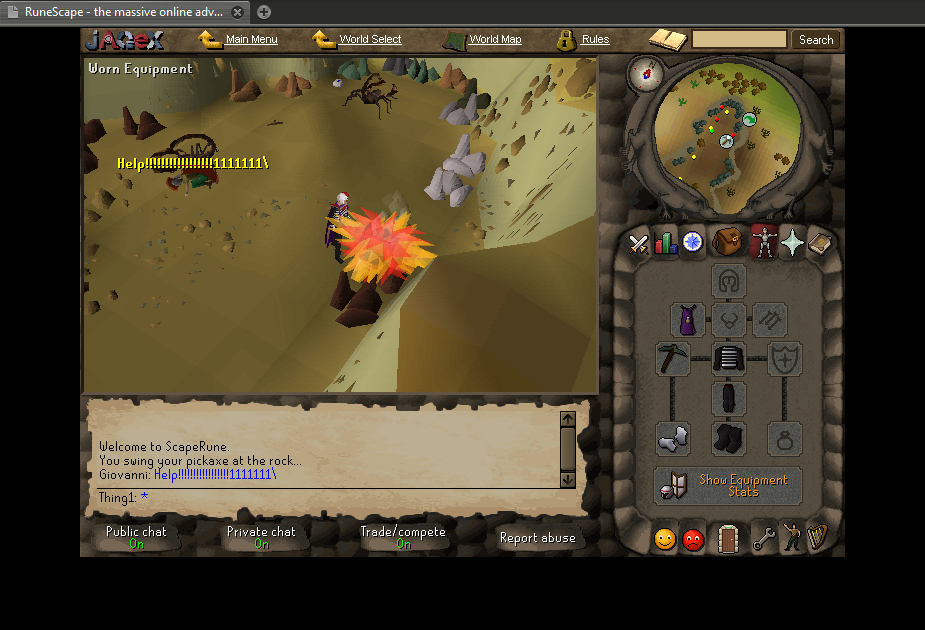 RuneScape - the massive online adv...
JAGEX
Main Menu
World Select
World Map
Rules
Search
Worn Equipment
Help!!!!!!!!!!!!!!!!!1111111\
Welcome to ScapeRune.
You swing your pickaxe at the rock...
Giovanni: Help!!!!!!!!!!!!!!!!!1111111\
Thing1: *
Show Equipment
Stats
Public chat
On
Private chat
On
Trade/compete
On
Report abuse